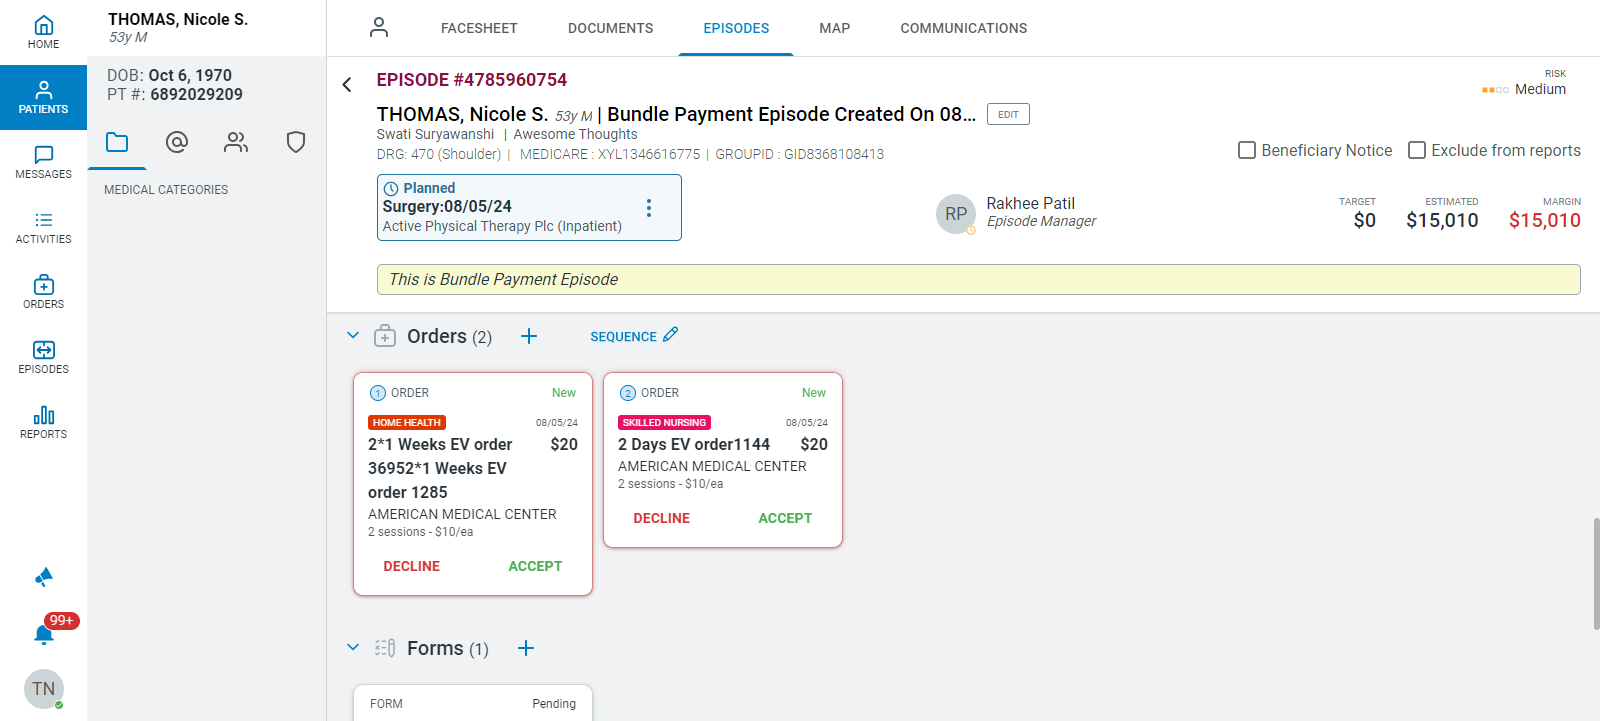 HOME
PATIENTS
MESSAGES
ACTIVITIES
ORDERS
EPISODES
REPORTS
99+
TN
THOMAS, Nicole S.
53y M
DOB: Oct 6, 1970
PT #: 6892029209
MEDICAL CATEGORIES
FACESHEET DOCUMENTS EPISODES MAP COMMUNICATIONS
EPISODE #4785960754
RISK
Medium
THOMAS, Nicole S. 53y M | Bundle Payment Episode Created On 08... EDIT
Swati Suryawanshi | Awesome Thoughts
DRG: 470 (Shoulder) | MEDICARE : XYL1346616775 | GROUPID : GID8368108413
Beneficiary Notice Exclude from reports
Planned
Surgery:08/05/24
Active Physical Therapy Plc (Inpatient)
RP
Rakhee Patil
Episode Manager
TARGET
$0
ESTIMATED
$15,010
MARGIN
$15,010
This is Bundle Payment Episode
Orders (2) SEQUENCE
1 ORDER New
HOME HEALTH 08/05/24
2*1 Weeks EV order $20
36952*1 Weeks EV
order 1285
AMERICAN MEDICAL CENTER
2 sessions - $10/ea
DECLINE ACCEPT
2 ORDER New
SKILLED NURSING 08/05/24
2 Days EV order1144 $20
AMERICAN MEDICAL CENTER
2 sessions - $10/ea
DECLINE ACCEPT
Forms (1)
FORM Pending